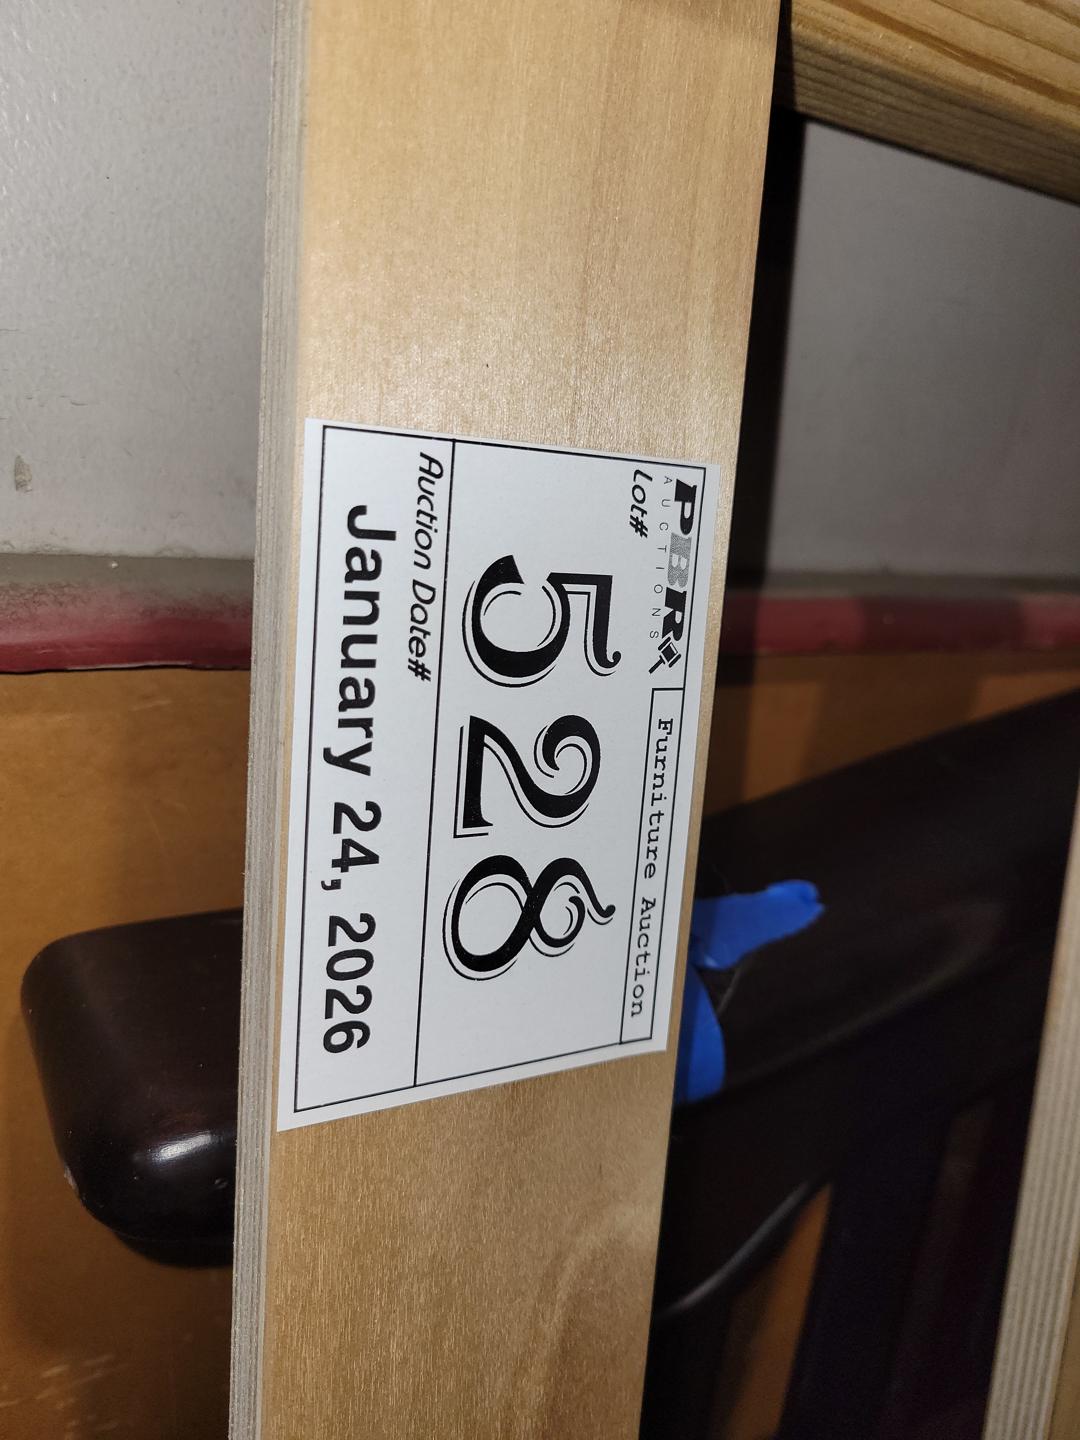 PBR
AUCTIONS
Furniture Auction
Lot#
528
Auction Date#
January 24, 2026